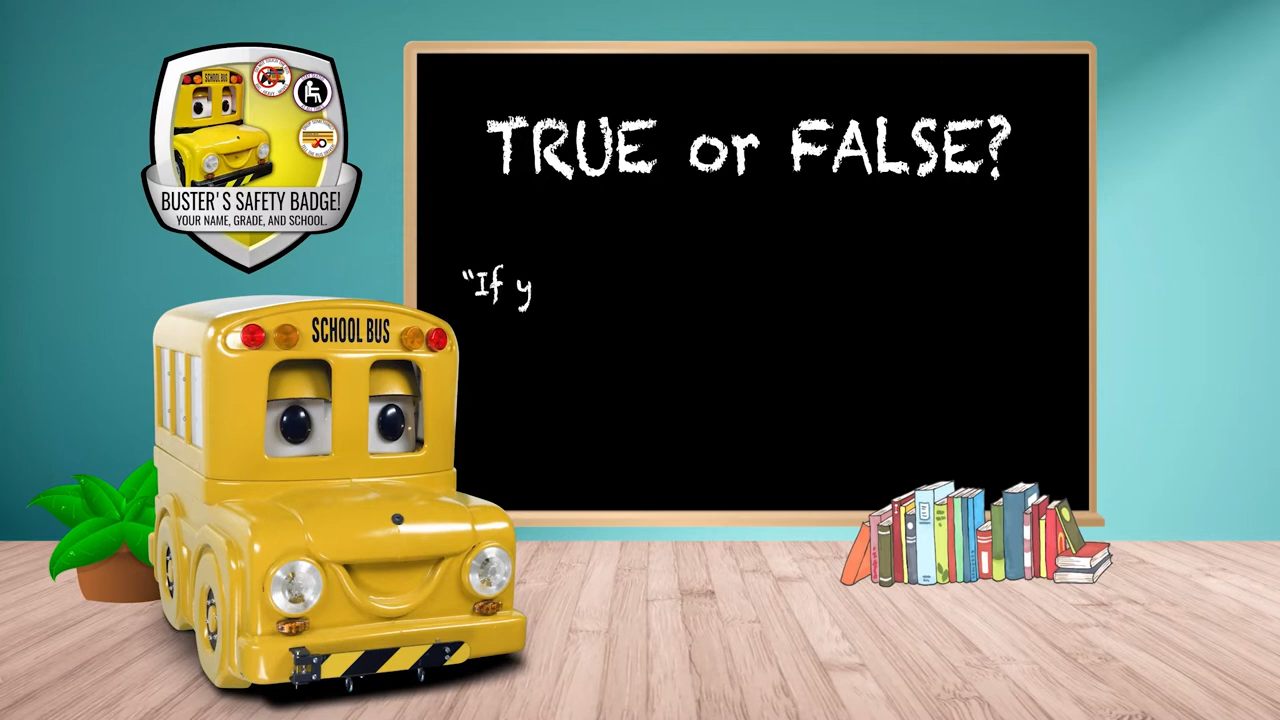 SCHOOL BUS
BUSTER'S SAFETY BADGE!
YOUR NAME, GRADE, AND SCHOOL.
TRUE or FALSE?
"If y
SCHOOL BUS